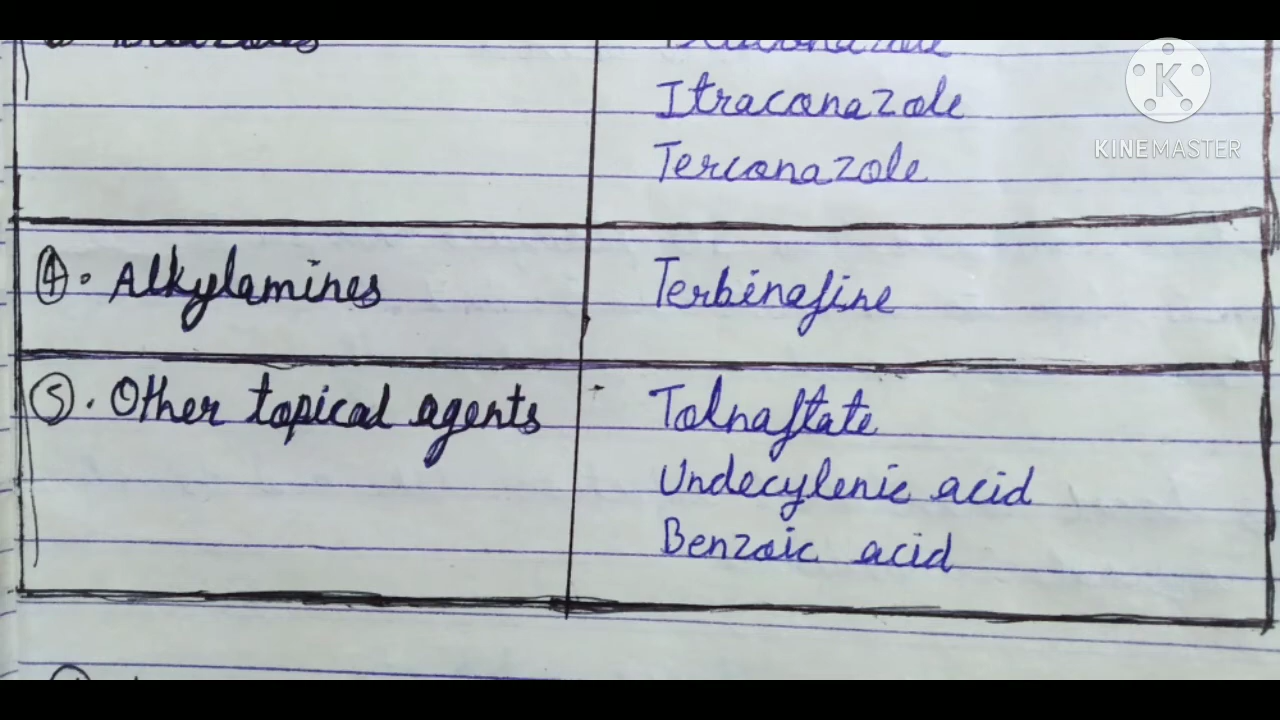 Itraconazole
Terconazole
④. Alkylamines
Terbinafine
⑤. Other topical agents
Tolnaftate
Undecylenic acid
Benzoic acid
K
KINEMASTER